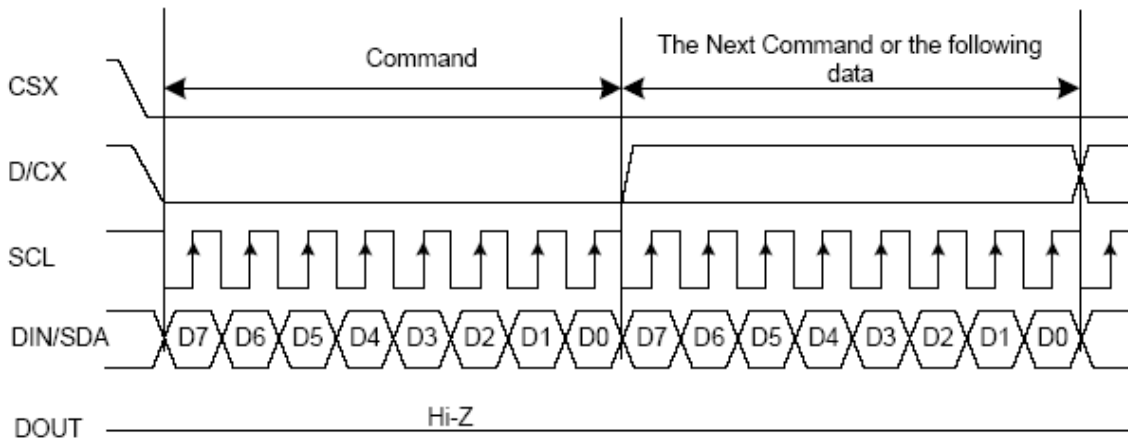 Command
The Next Command or the following
data
CSX
D/CX
SCL
DIN/SDA D7 D6 D5 D4 D3 D2 D1 D0 D7 D6 D5 D4 D3 D2 D1 D0
Hi-Z
DOUT